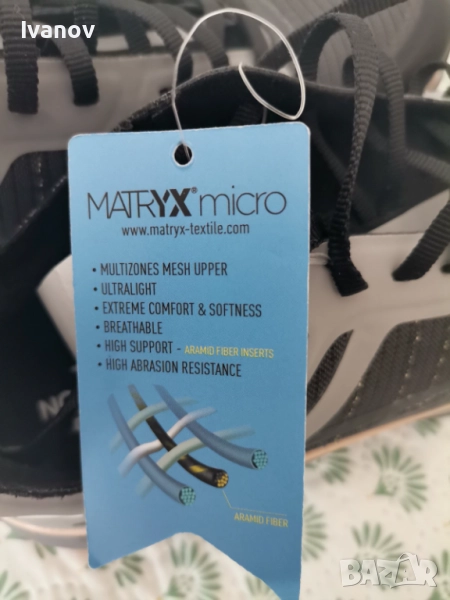 Ivanov
MATRYX® micro
www.matryx-textile.com
• MULTIZONES MESH UPPER
• ULTRALIGHT
• EXTREME COMFORT & SOFTNESS
• BREATHABLE
• HIGH SUPPORT - ARAMID FIBER INSERTS
• HIGH ABRASION RESISTANCE
ARAMID FIBER
BAZAR